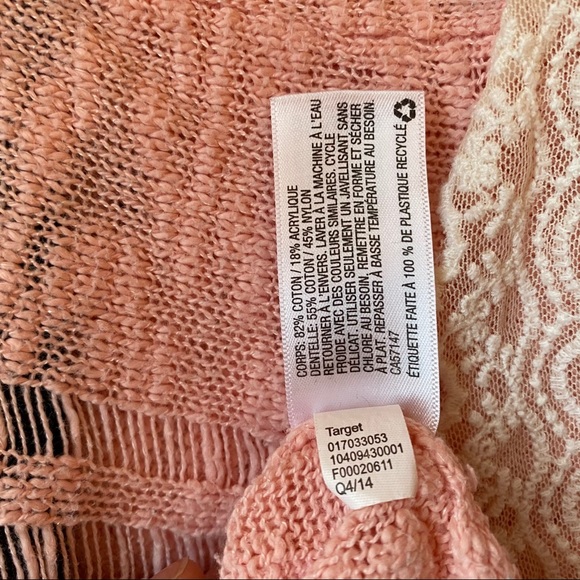 CORPS: 82% COTON / 18% ACRYLIQUE
DENTELLE: 55% COTON / 45% NYLON
RETOURNER À L'ENVERS. LAVER À LA MACHINE À L'EAU
FROIDE AVEC DES COULEURS SIMILAIRES. CYCLE
DÉLICAT. UTILISER SEULEMENT UN JAVELLISANT SANS
CHLORE AU BESOIN. REMETTRE EN FORME ET SÉCHER
À PLAT. REPASSER À BASSE TEMPÉRATURE AU BESOIN.
CA57147
ÉTIQUETTE FAITE À 100 % DE PLASTIQUE RECYCLÉ
Target
017033053
10409430001
F00020611
Q4/14